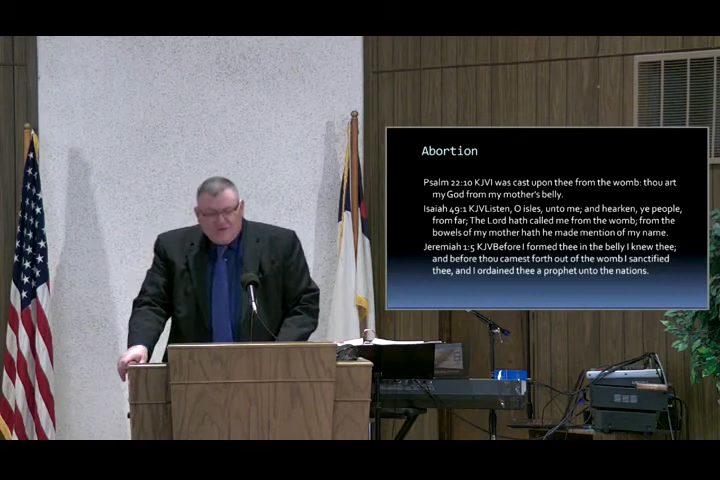 Abortion
Psalm 22:10 KJVI was cast upon thee from the womb: thou art
my God from my mother's belly.
Isaiah 49:1 KJVListen, O isles, unto me; and hearken, ye people,
from far; The Lord hath called me from the womb; from the
bowels of my mother hath he made mention of my name.
Jeremiah 1:5 KJVBefore I formed thee in the belly I knew thee;
and before thou camest forth out of the womb I sanctified
thee, and I ordained thee a prophet unto the nations.